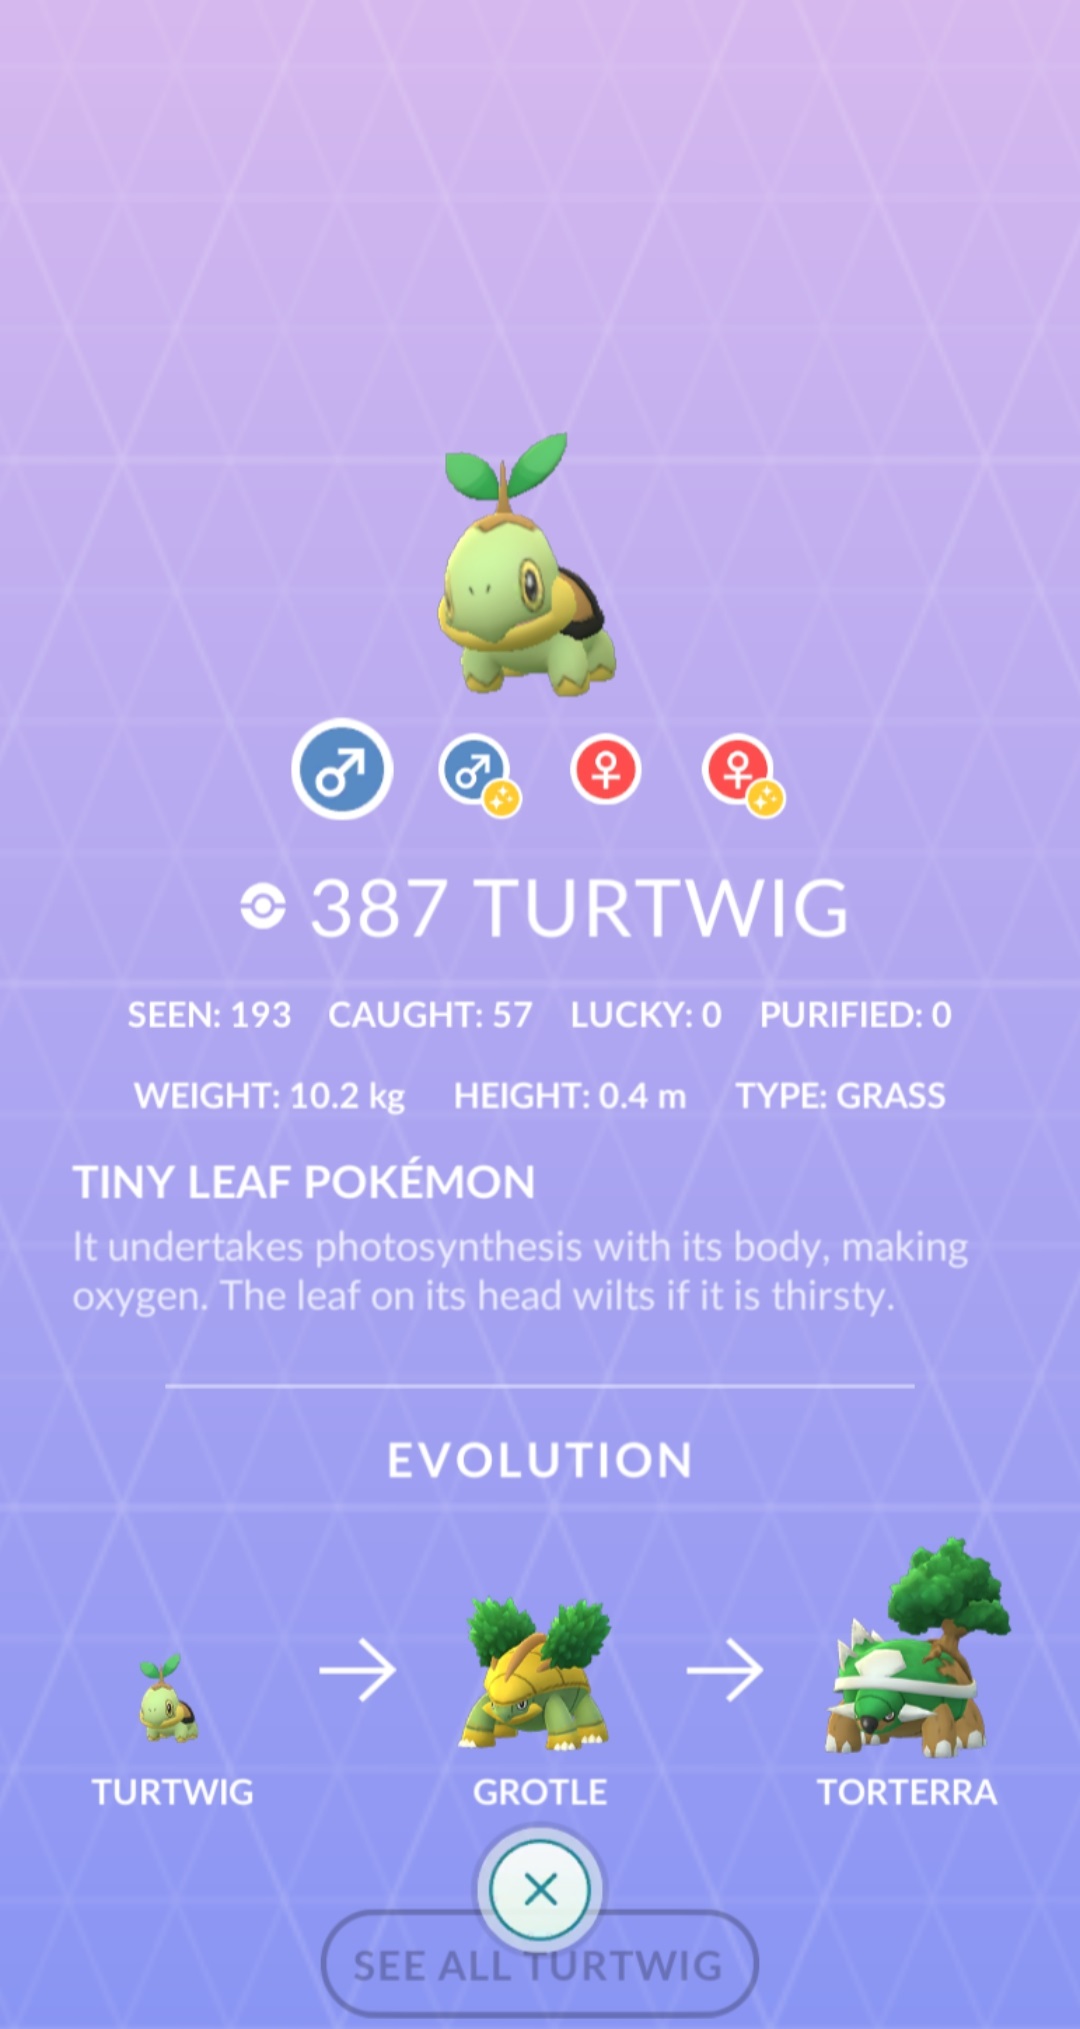 387 TURTWIG
SEEN: 193 CAUGHT: 57 LUCKY: 0 PURIFIED: 0
WEIGHT: 10.2 kg HEIGHT: 0.4 m TYPE: GRASS
TINY LEAF POKÉMON
It undertakes photosynthesis with its body, making
oxygen. The leaf on its head wilts if it is thirsty.
EVOLUTION
TURTWIG GROTLE TORTERRA
SEE ALL TURTWIG